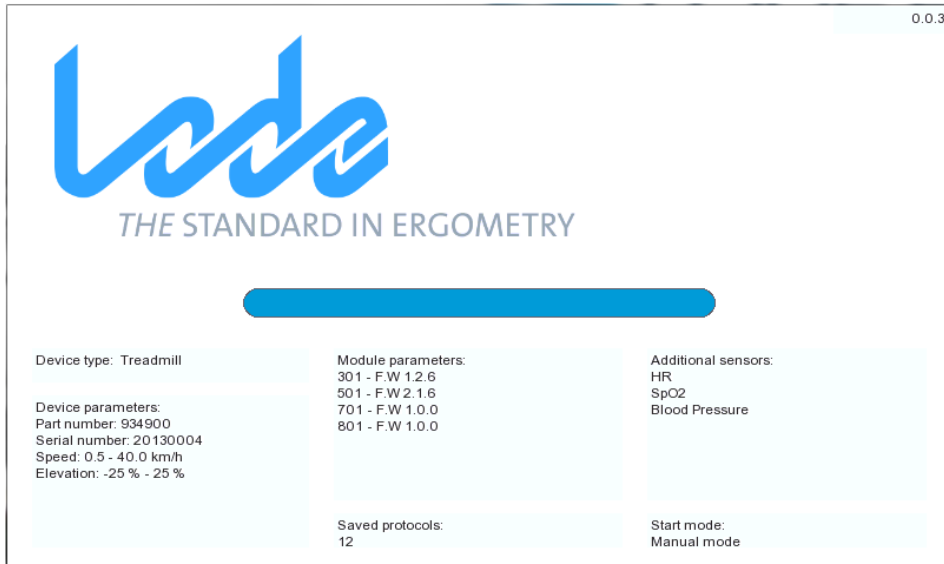 0.0.3
Lode
THE STANDARD IN ERGOMETRY
Device type: Treadmill
Device parameters:
Part number: 934900
Serial number: 20130004
Speed: 0.5 - 40.0 km/h
Elevation: -25 % - 25 %
Module parameters:
301 - F.W 1.2.6
501 - F.W 2.1.6
701 - F.W 1.0.0
801 - F.W 1.0.0
Saved protocols:
12
Additional sensors:
HR
SpO2
Blood Pressure
Start mode:
Manual mode